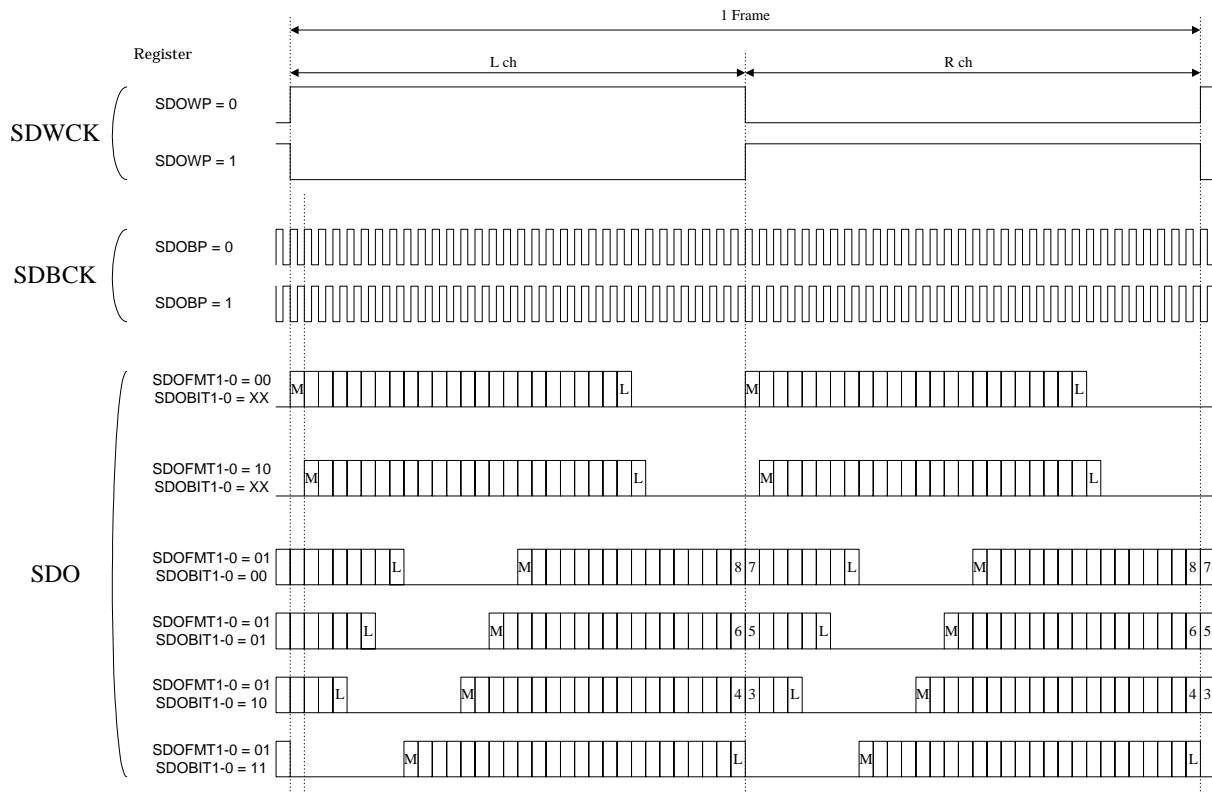 1 Frame
Register
L ch
R ch
SDOWP = 0
SDWCK
SDOWP = 1
SDOBP = 0
SDBCK
SDOBP = 1
SDOFMT1-0 = 00
SDOBIT1-0 = XX
M L M L
SDOFMT1-0 = 10
SDOBIT1-0 = XX
M L M L
SDO
SDOFMT1-0 = 01
SDOBIT1-0 = 00
L M 8 7 L M 8 7
SDOFMT1-0 = 01
SDOBIT1-0 = 01
L M 6 5 L M 6 5
SDOFMT1-0 = 01
SDOBIT1-0 = 10
L M 4 3 L M 4 3
SDOFMT1-0 = 01
SDOBIT1-0 = 11
M L M L